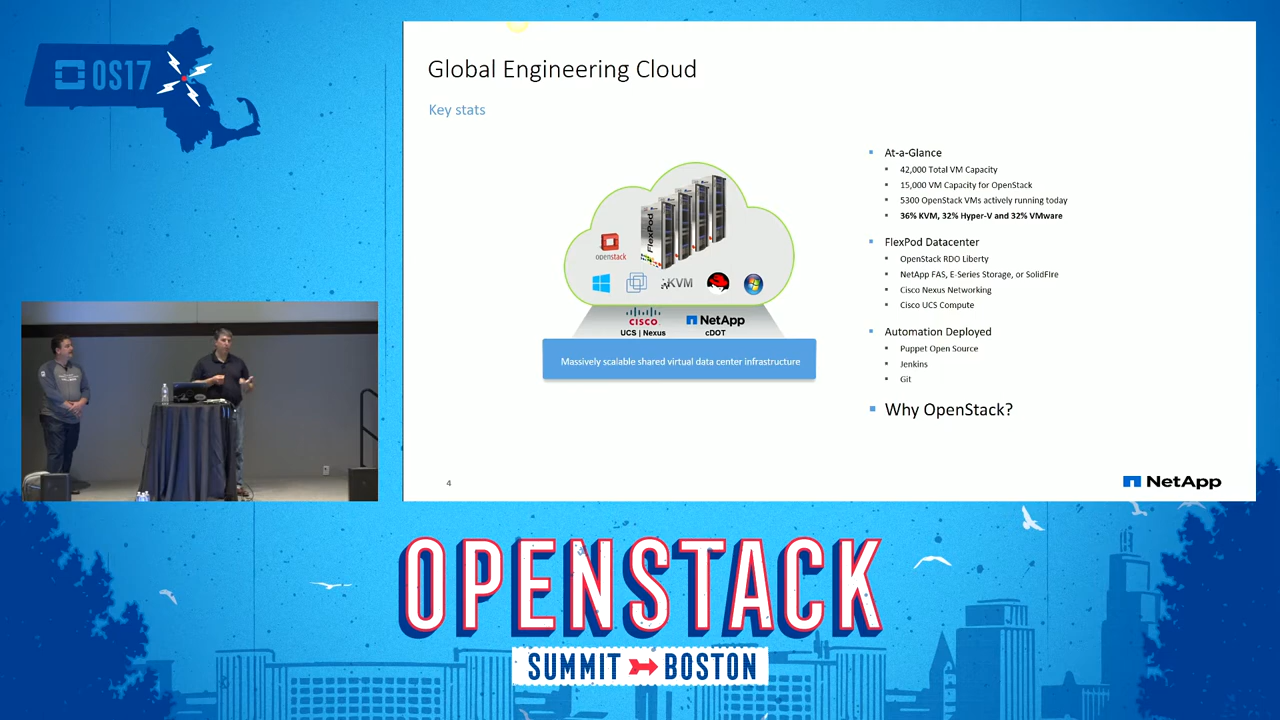 OS17
Global Engineering Cloud
Key stats
FlexPod
openstack
KVM
CISCO
UCS | Nexus
NetApp
cDOT
Massively scalable shared virtual data center infrastructure
At-a-Glance
42,000 Total VM Capacity
15,000 VM Capacity for OpenStack
5300 OpenStack VMs actively running today
36% KVM, 32% Hyper-V and 32% VMware
FlexPod Datacenter
OpenStack RDO Liberty
NetApp FAS, E-Series Storage, or SolidFIre
Cisco Nexus Networking
Cisco UCS Compute
Automation Deployed
Puppet Open Source
Jenkins
Git
Why OpenStack?
4
NetApp
OPENSTACK
SUMMIT BOSTON